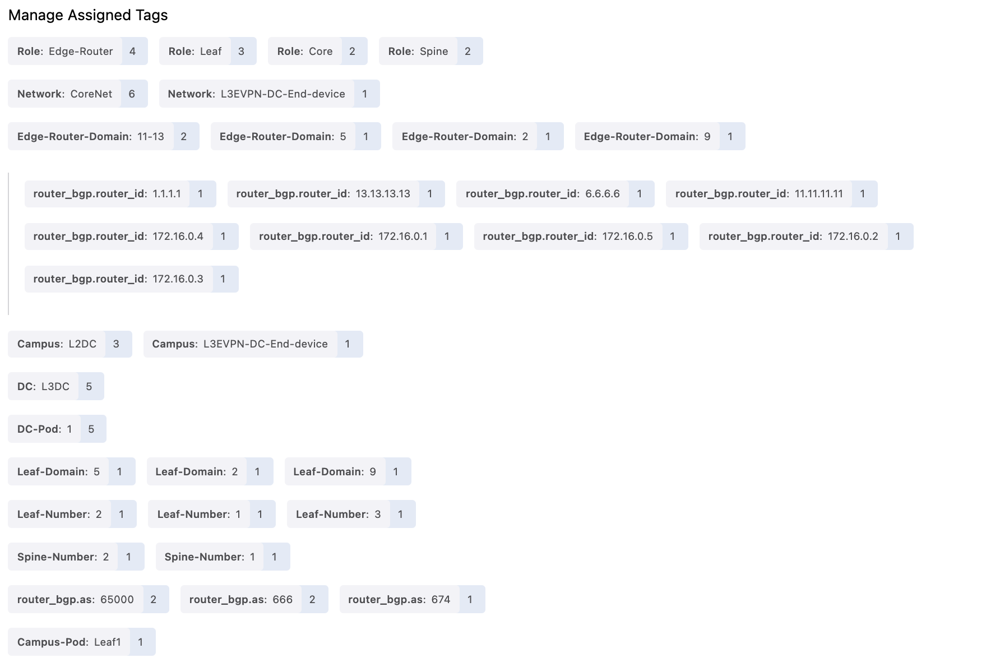 Manage Assigned Tags
Role: Edge-Router 4 Role: Leaf 3 Role: Core 2 Role: Spine 2
Network: CoreNet 6 Network: L3EVPN-DC-End-device 1
Edge-Router-Domain: 11-13 2 Edge-Router-Domain: 5 1 Edge-Router-Domain: 2 1 Edge-Router-Domain: 9 1
router_bgp.router_id: 1.1.1.1 1 router_bgp.router_id: 13.13.13.13 1 router_bgp.router_id: 6.6.6.6 1 router_bgp.router_id: 11.11.11.11 1
router_bgp.router_id: 172.16.0.4 1 router_bgp.router_id: 172.16.0.1 1 router_bgp.router_id: 172.16.0.5 1 router_bgp.router_id: 172.16.0.2 1
router_bgp.router_id: 172.16.0.3 1
Campus: L2DC 3 Campus: L3EVPN-DC-End-device 1
DC: L3DC 5
DC-Pod: 1 5
Leaf-Domain: 5 1 Leaf-Domain: 2 1 Leaf-Domain: 9 1
Leaf-Number: 2 1 Leaf-Number: 1 1 Leaf-Number: 3 1
Spine-Number: 2 1 Spine-Number: 1 1
router_bgp.as: 65000 2 router_bgp.as: 666 2 router_bgp.as: 674 1
Campus-Pod: Leaf1 1